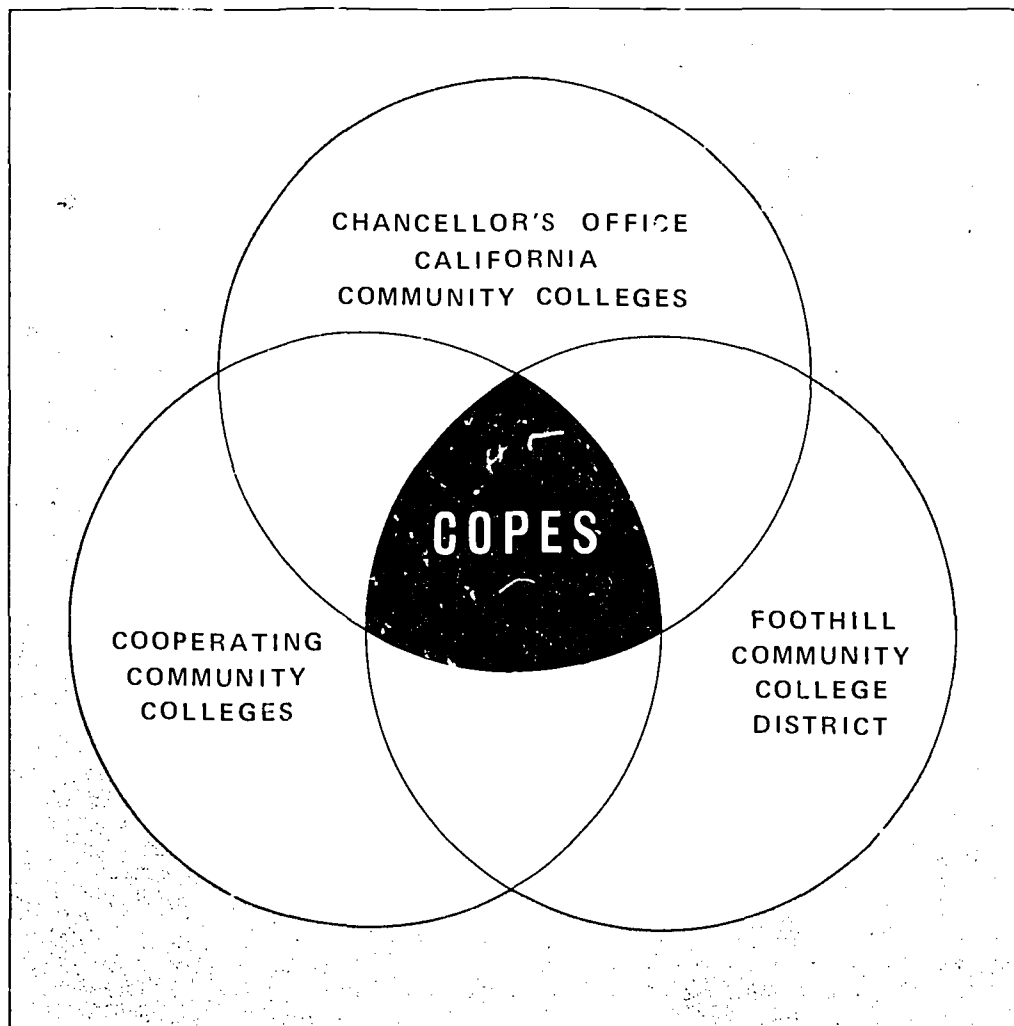 CHANCELLOR'S OFFICE
CALIFORNIA
COMMUNITY COLLEGES
COPES
COOPERATING
COMMUNITY
COLLEGES
FOOTHILL
COMMUNITY
COLLEGE
DISTRICT